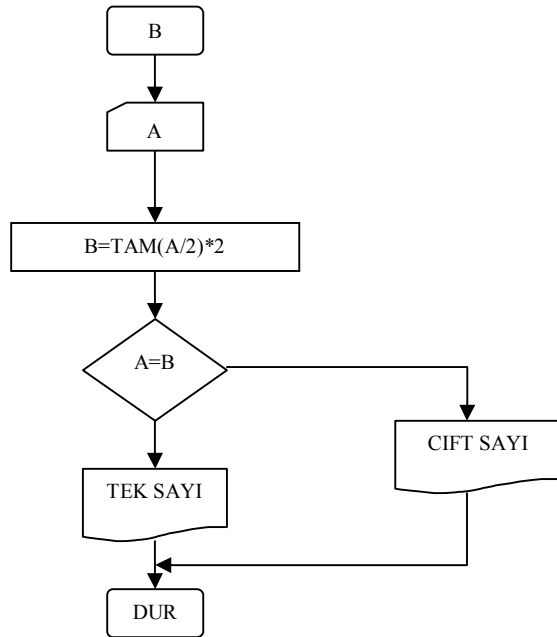 B
A
B=TAM(A/2)*2
A=B
CIFT SAYI
TEK SAYI
DUR